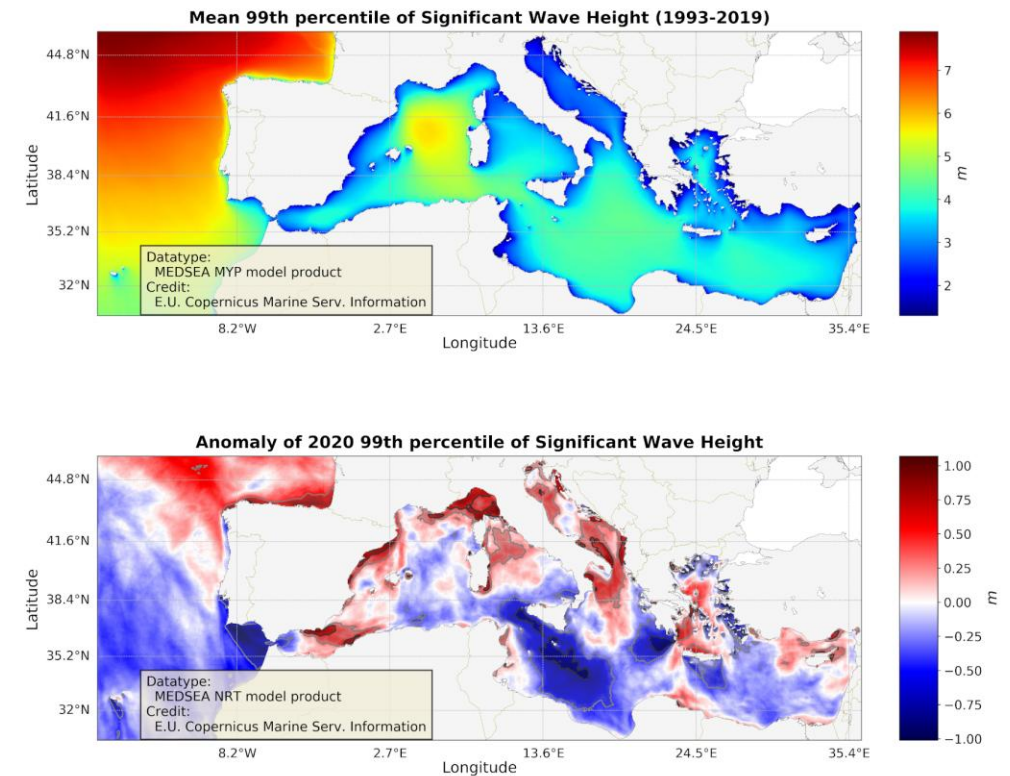 Mean 99th percentile of Significant Wave Height (1993-2019)
44.8°N
41.6°N
38.4°N
35.2°N
32°N
Latitude
Datatype:
MEDSEA MYP model product
Credit:
E.U. Copernicus Marine Serv. Information
8.2°W
2.7°E
13.6°E
24.5°E
35.4°E
Longitude
7
6
5
4
3
2
m
Anomaly of 2020 99th percentile of Significant Wave Height
44.8°N
41.6°N
38.4°N
35.2°N
32°N
Latitude
Datatype:
MEDSEA NRT model product
Credit:
E.U. Copernicus Marine Serv. Information
8.2°W
2.7°E
13.6°E
24.5°E
35.4°E
Longitude
1.00
0.75
0.50
0.25
0.00
−0.25
−0.50
−0.75
−1.00
m